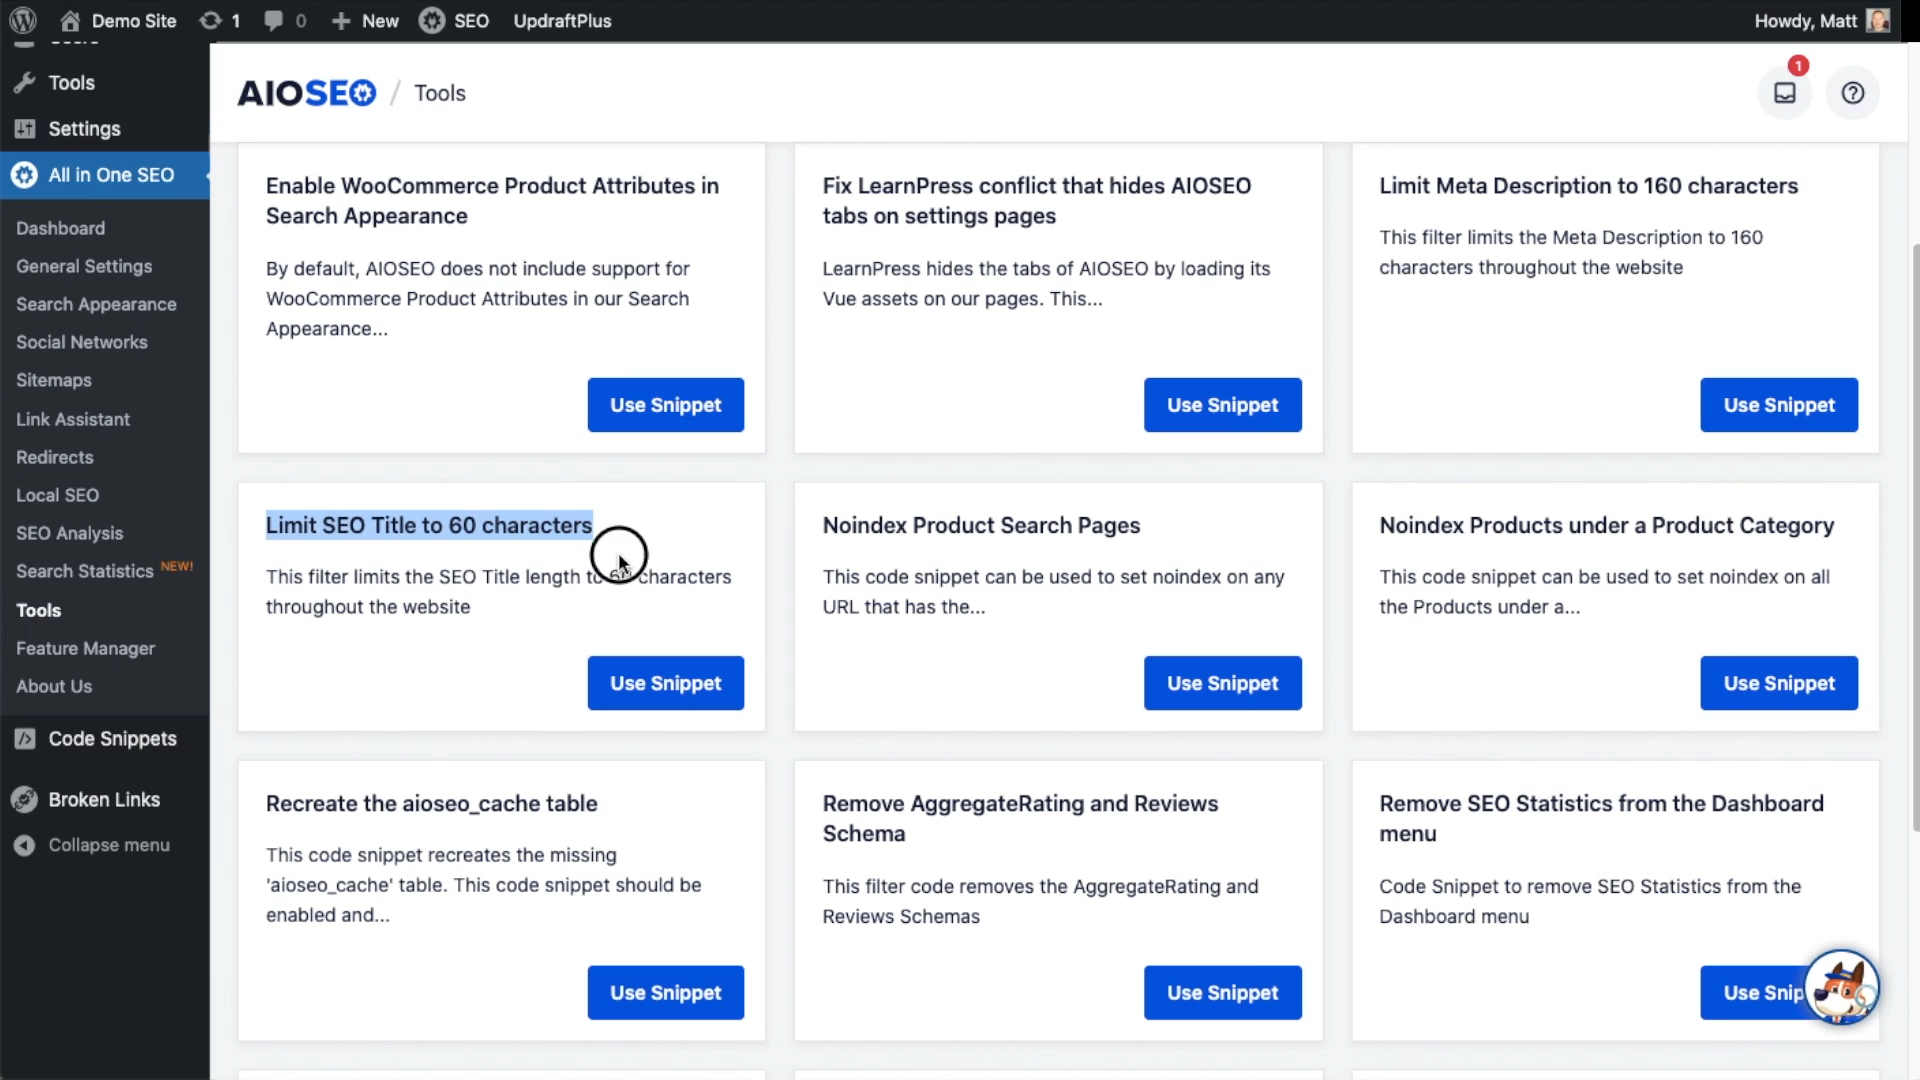 Demo Site
1
0
New
SEO
UpdraftPlus
Howdy, Matt
Tools
Settings
All in One SEO
Dashboard
General Settings
Search Appearance
Social Networks
Sitemaps
Link Assistant
Redirects
Local SEO
SEO Analysis
Search Statistics NEW!
Tools
Feature Manager
About Us
Code Snippets
Broken Links
Collapse menu
AIOSEO / Tools
1
Enable WooCommerce Product Attributes in
Search Appearance
By default, AIOSEO does not include support for
WooCommerce Product Attributes in our Search
Appearance...
Use Snippet
Fix LearnPress conflict that hides AIOSEO
tabs on settings pages
LearnPress hides the tabs of AIOSEO by loading its
Vue assets on our pages. This...
Use Snippet
Limit Meta Description to 160 characters
This filter limits the Meta Description to 160
characters throughout the website
Use Snippet
Limit SEO Title to 60 characters
This filter limits the SEO Title length to 60 characters
throughout the website
Use Snippet
Noindex Product Search Pages
This code snippet can be used to set noindex on any
URL that has the...
Use Snippet
Noindex Products under a Product Category
This code snippet can be used to set noindex on all
the Products under a...
Use Snippet
Recreate the aioseo_cache table
This code snippet recreates the missing
'aioseo_cache' table. This code snippet should be
enabled and...
Use Snippet
Remove AggregateRating and Reviews
Schema
This filter code removes the AggregateRating and
Reviews Schemas
Use Snippet
Remove SEO Statistics from the Dashboard
menu
Code Snippet to remove SEO Statistics from the
Dashboard menu
Use Snip